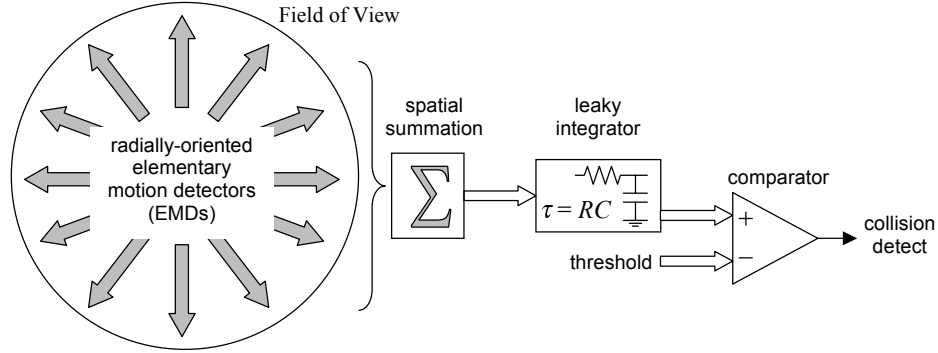 Field of View
radially-oriented
elementary
motion detectors
(EMDs)
spatial
summation
Σ
leaky
integrator
τ = RC
comparator
+
−
threshold
collision
detect